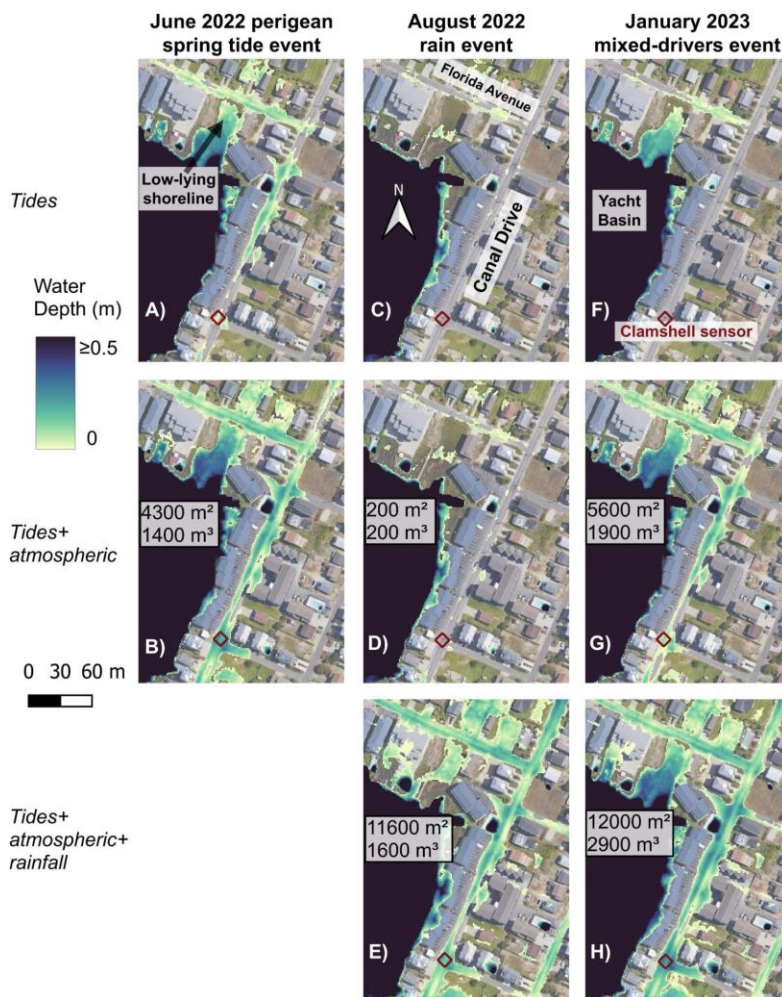 June 2022 perigean
spring tide event
August 2022
rain event
January 2023
mixed-drivers event
Tides
Low-lying
shoreline
A)
Florida Avenue
N
Canal Drive
C)
Yacht
Basin
Clamshell sensor
F)
Water
Depth (m)
≥0.5
0
Tides+
atmospheric
4300 m²
1400 m³
B)
200 m²
200 m³
D)
5600 m²
1900 m³
G)
0 30 60 m
Tides+
atmospheric+
rainfall
11600 m²
1600 m³
E)
12000 m²
2900 m³
H)